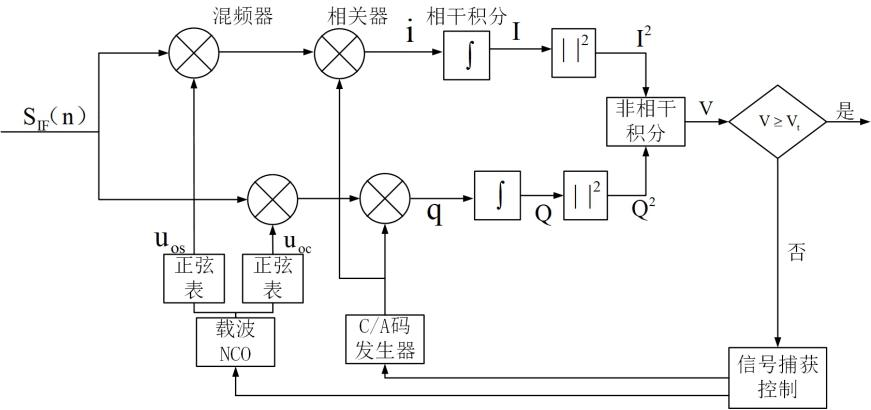 混频器
相关器
相干积分
i
∫
I
| |²
I²
S_IF(n)
非相干
积分
V
V ≥ V_t
是
q
∫
Q
| |²
Q²
u_os
u_oc
正弦
表
正弦
表
否
载波
NCO
C/A码
发生器
信号捕获
控制